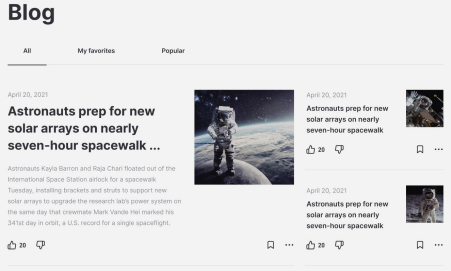 Blog
All
My favorites
Popular
April 20, 2021
Astronauts prep for new
solar arrays on nearly
seven-hour spacewalk ...
Astronauts Kayla Barron and Raja Chari floated out of the
International Space Station airlock for a spacewalk
Tuesday, installing brackets and struts to support new
solar arrays to upgrade the research lab's power system on
the same day that crewmate Mark Vande Hei marked his
341st day in orbit, a U.S. record for a single spaceflight.
20
April 20, 2021
Astronauts prep for new
solar arrays on nearly
seven-hour spacewalk
20
April 20, 2021
Astronauts prep for new
solar arrays on nearly
seven-hour spacewalk
20